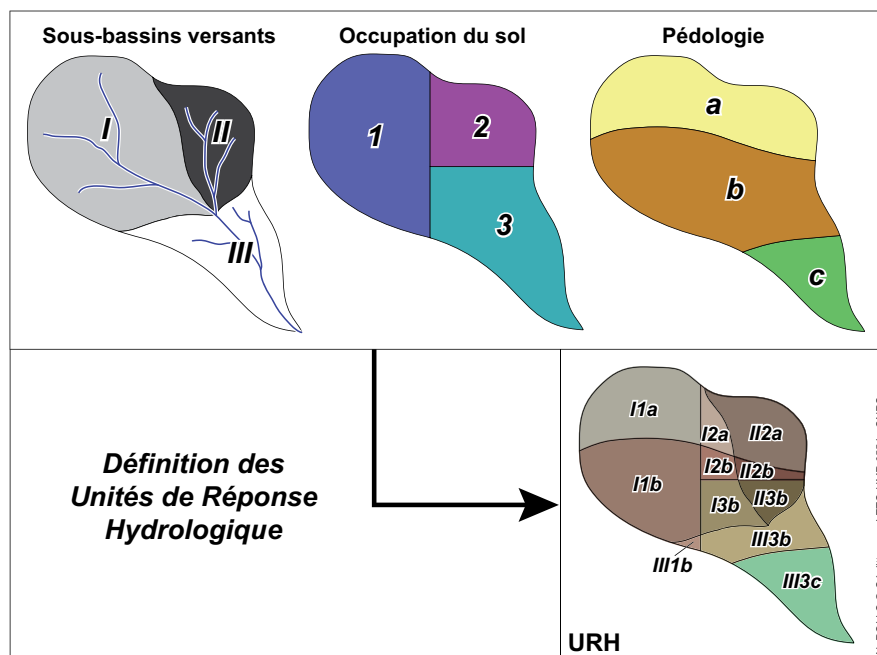 Sous-bassins versants
Occupation du sol
Pédologie
I
II
III
1
2
3
a
b
c
Définition des
Unités de Réponse
Hydrologique
I1a
I2a
II2a
I1b
I2b
II2b
I3b
II3b
III1b
III3b
III3c
URH